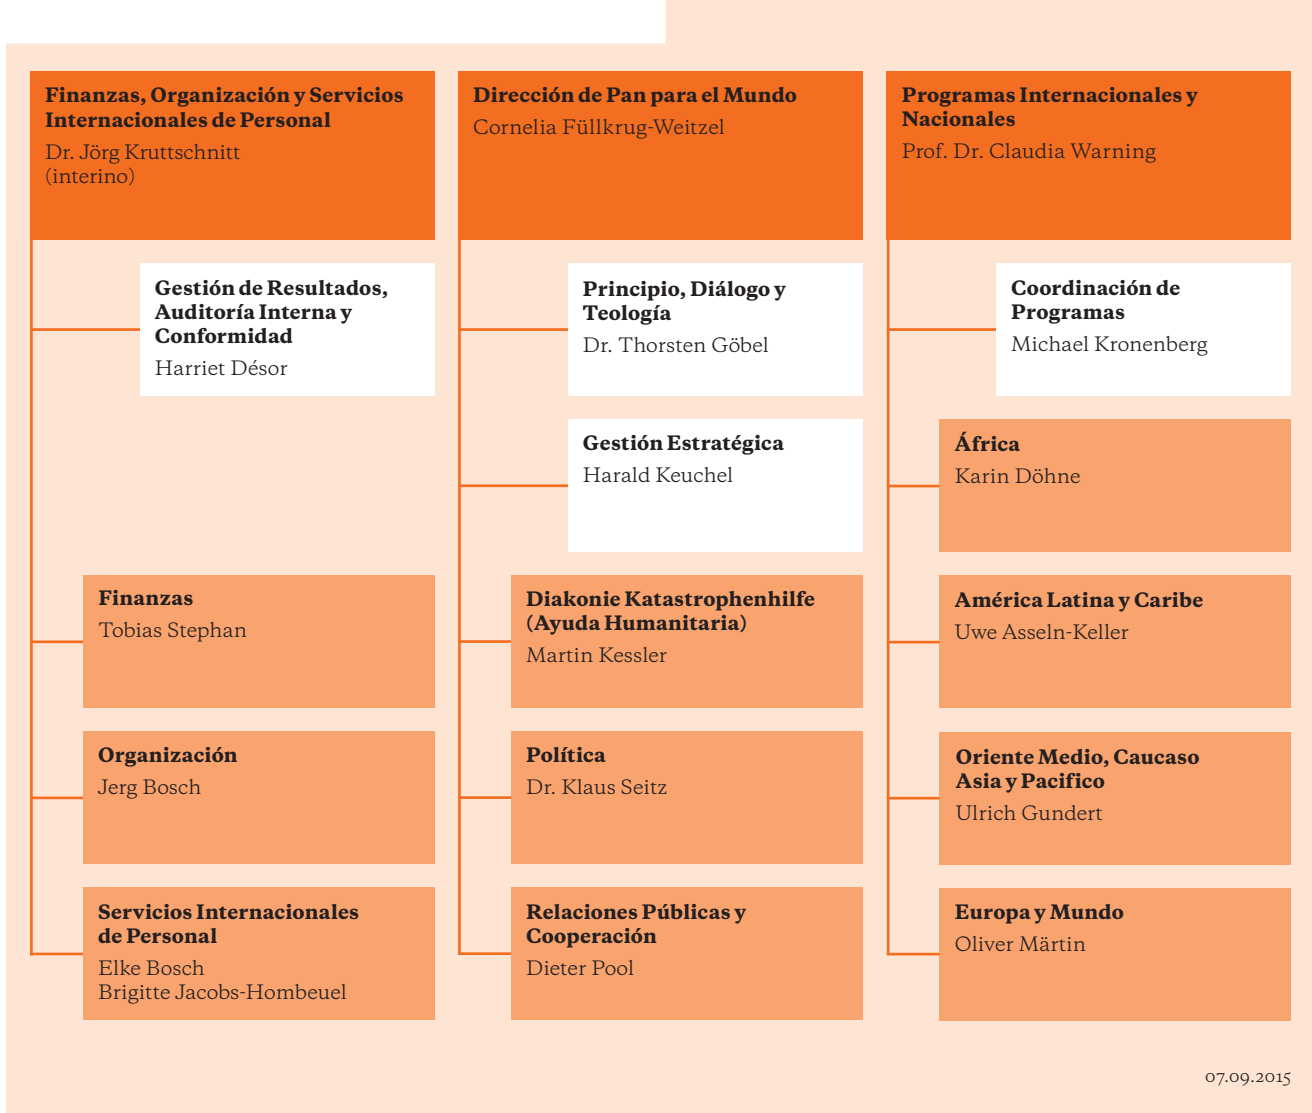 Finanzas, Organización y Servicios
Internacionales de Personal
Dr. Jörg Kruttschnitt
(interino)
Gestión de Resultados,
Auditoría Interna y
Conformidad
Harriet Désor
Finanzas
Tobias Stephan
Organización
Jerg Bosch
Servicios Internacionales
de Personal
Elke Bosch
Brigitte Jacobs-Hombeuel
Dirección de Pan para el Mundo
Cornelia Füllkrug-Weitzel
Principio, Diálogo y
Teología
Dr. Thorsten Göbel
Gestión Estratégica
Harald Keuchel
Diakonie Katastrophenhilfe
(Ayuda Humanitaria)
Martin Kessler
Política
Dr. Klaus Seitz
Relaciones Públicas y
Cooperación
Dieter Pool
Programas Internacionales y
Nacionales
Prof. Dr. Claudia Warning
Coordinación de
Programas
Michael Kronenberg
África
Karin Döhne
América Latina y Caribe
Uwe Asseln-Keller
Oriente Medio, Caucaso
Asia y Pacifico
Ulrich Gundert
Europa y Mundo
Oliver Märtin
07.09.2015